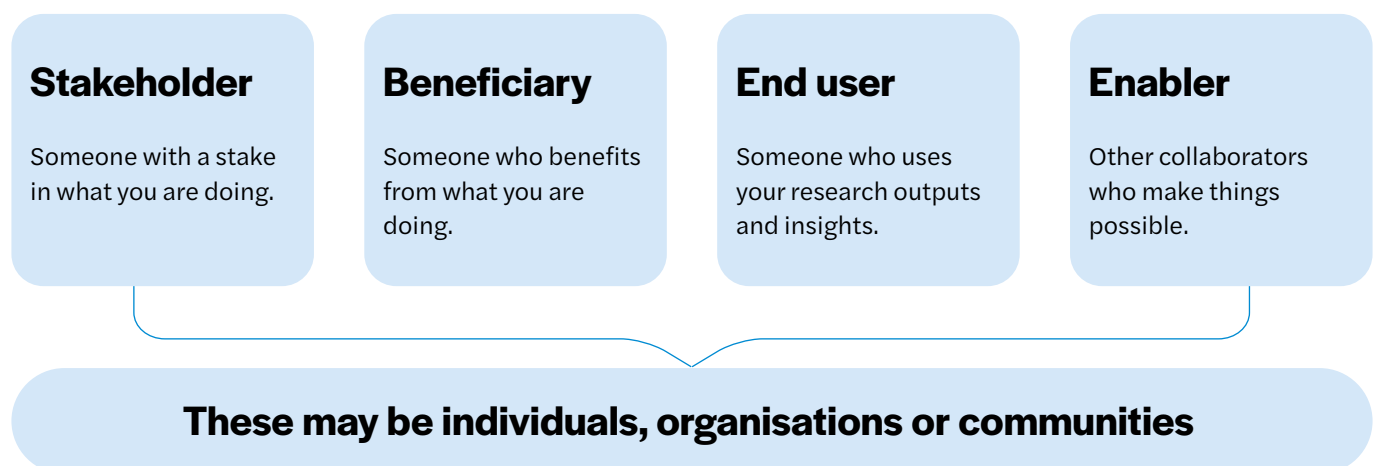 Stakeholder
Someone with a stake
in what you are doing.
Beneficiary
Someone who benefits
from what you are
doing.
End user
Someone who uses
your research outputs
and insights.
Enabler
Other collaborators
who make things
possible.
These may be individuals, organisations or communities